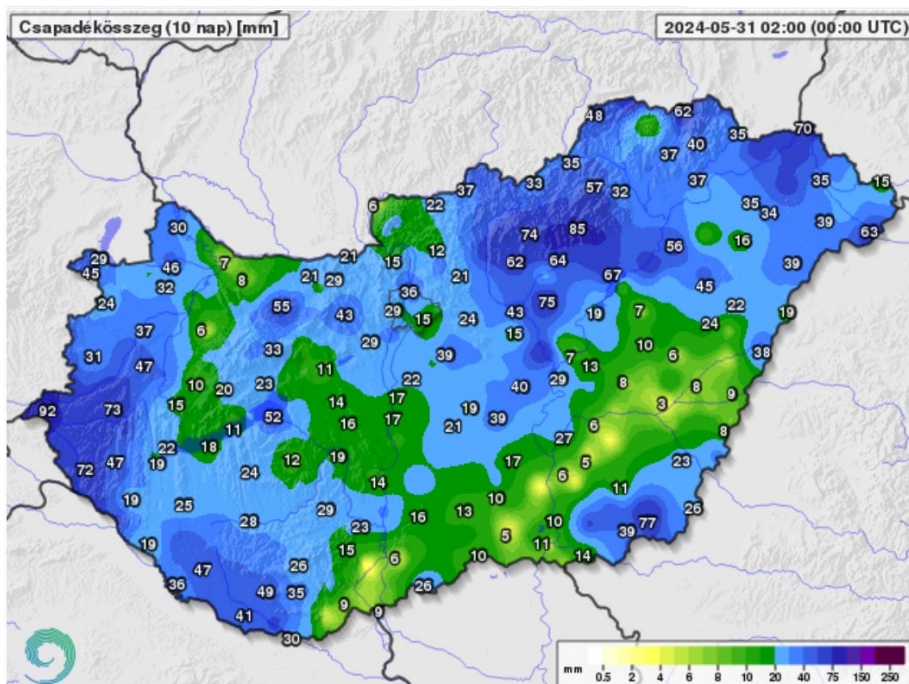 Csapadékösszeg (10 nap) [mm]
2024-05-31 02:00 (00:00 UTC)
48 62 35 70
40
37
35
37 33 57 32 37 35 15
6 22 35 34
30 74 85 39 63
12 56 16
29 7 21 15 62 64 39
45 46 8 21 29 21 67
32 36 45
24 55 43 29 24 43 75 19 7 22 19
37 6 15 15 24
31 33 29 39 7 10 6 38
47 11 13
10 20 23 22 40 29 8 8 9
92 73 15 14 17 19 3
52 16 17 39 6 8
11 21 27
22 18
72 47 19 12 19 17 5 23
24 14 6 11
19 25 29 10 26
28 23 16 13 10 77
19 15 5 11 39
47 26 6 10 14
36 49 35 26
41 9 9
30
mm 0.5 2 4 6 8 10 20 40 75 150 250